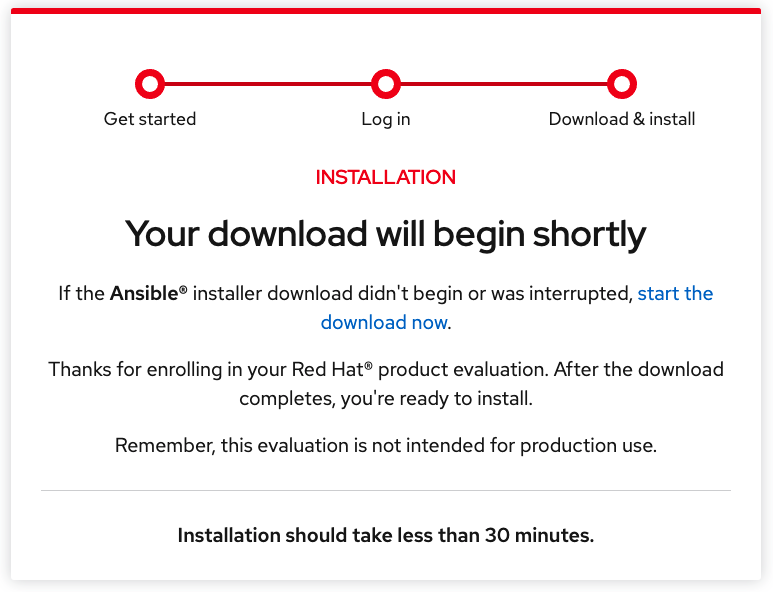 Get started
Log in
Download & install
INSTALLATION
Your download will begin shortly
If the Ansible® installer download didn't begin or was interrupted, start the
download now.
Thanks for enrolling in your Red Hat® product evaluation. After the download
completes, you're ready to install.
Remember, this evaluation is not intended for production use.
Installation should take less than 30 minutes.